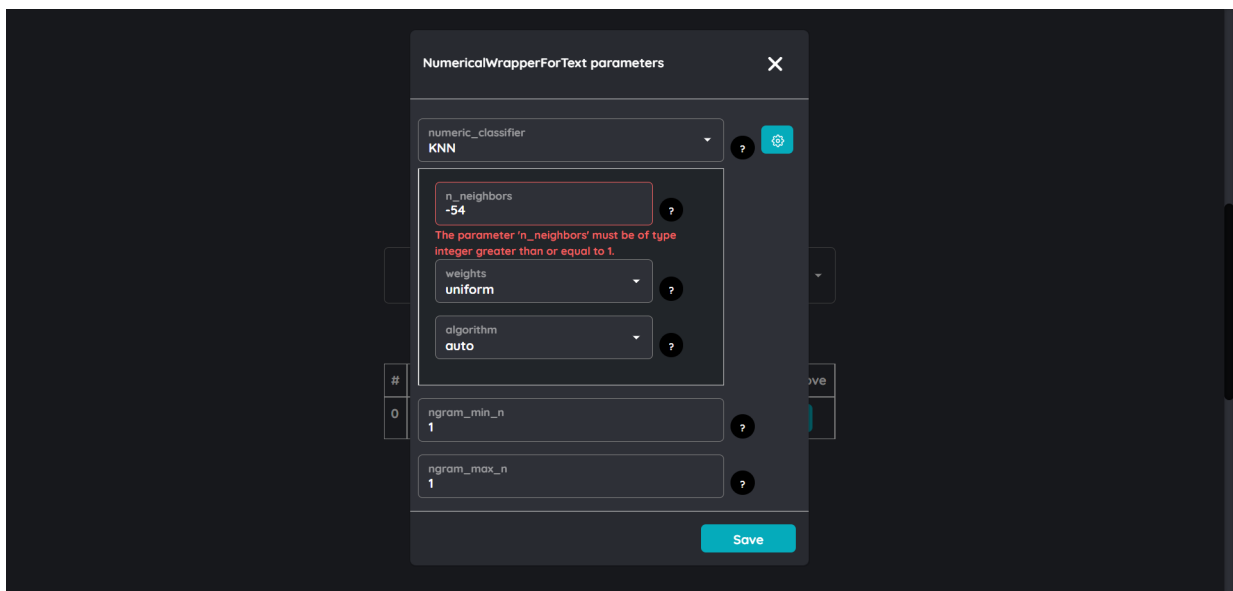 NumericalWrapperForText parameters
numeric_classifier
KNN
?
n_neighbors
-54
?
The parameter 'n_neighbors' must be of type
integer greater than or equal to 1.
weights
uniform
?
algorithm
auto
?
#
ove
0
ngram_min_n
1
?
ngram_max_n
1
?
Save